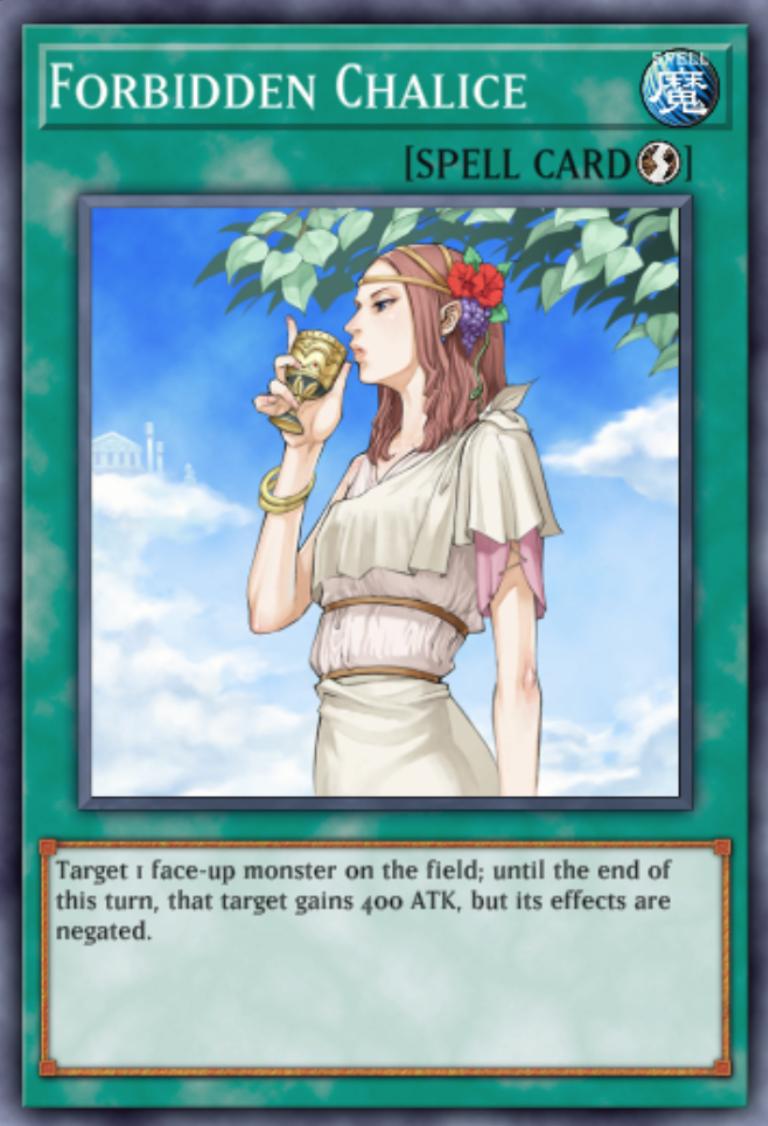 Forbidden Chalice
SPELL
魔
[SPELL CARD]
Target 1 face-up monster on the field; until the end of
this turn, that target gains 400 ATK, but its effects are
negated.